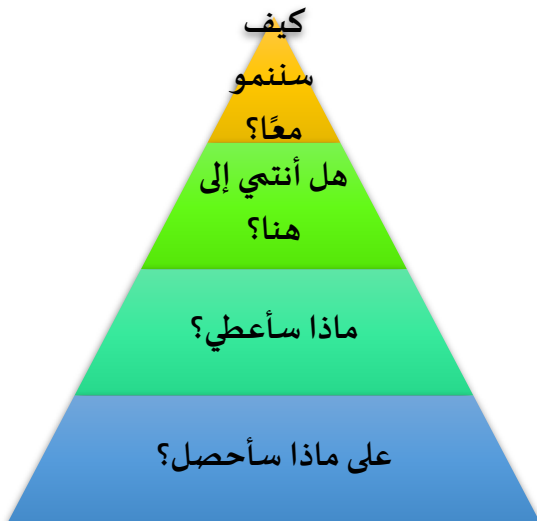 كيف
سننمو
معًا؟
هل أنتمي إلى
هنا؟
ماذا سأعطي؟
على ماذا سأحصل؟